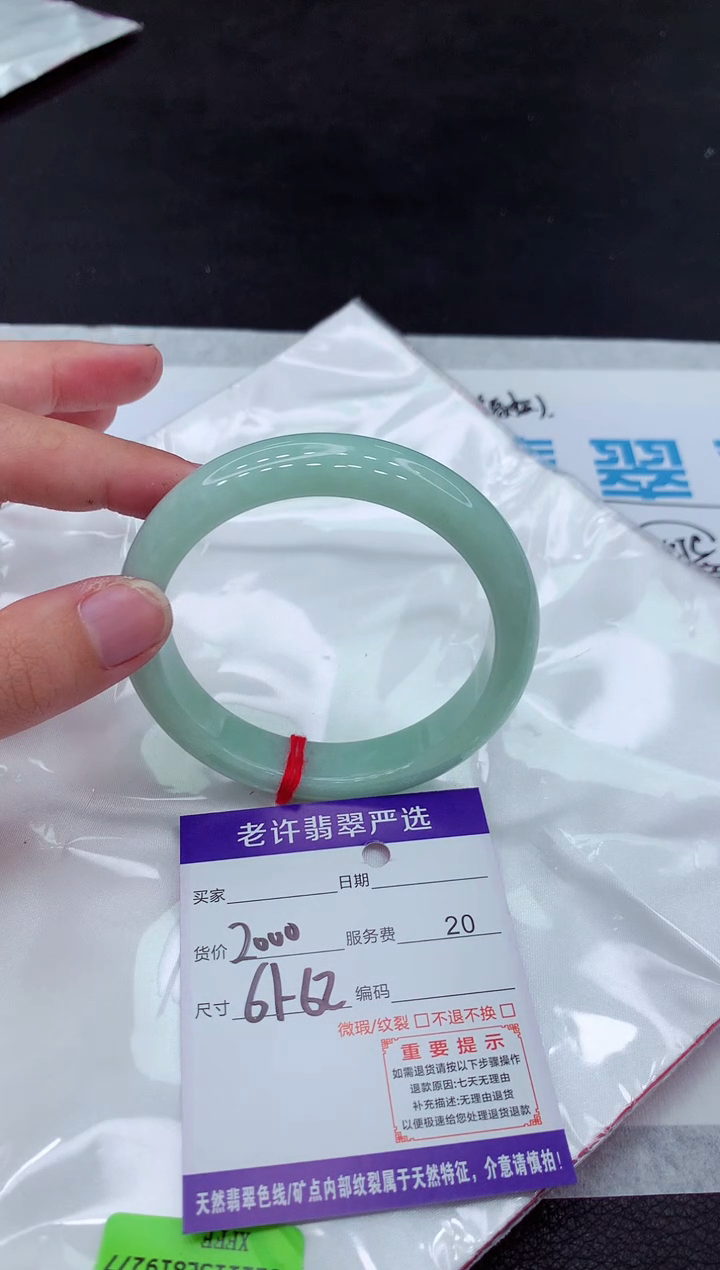 翠
老许翡翠严选
买家 日期
货价 2000 服务费 20
尺寸 61-62 编码
微瑕/纹裂 □ 不退不换 □
重要提示
如需退货请按以下步骤操作
退款原因:七天无理由
补充描述:无理由退货
以便极速给您处理退货退款
天然翡翠色线/矿点内部纹裂属于天然特征，介意请慎拍!